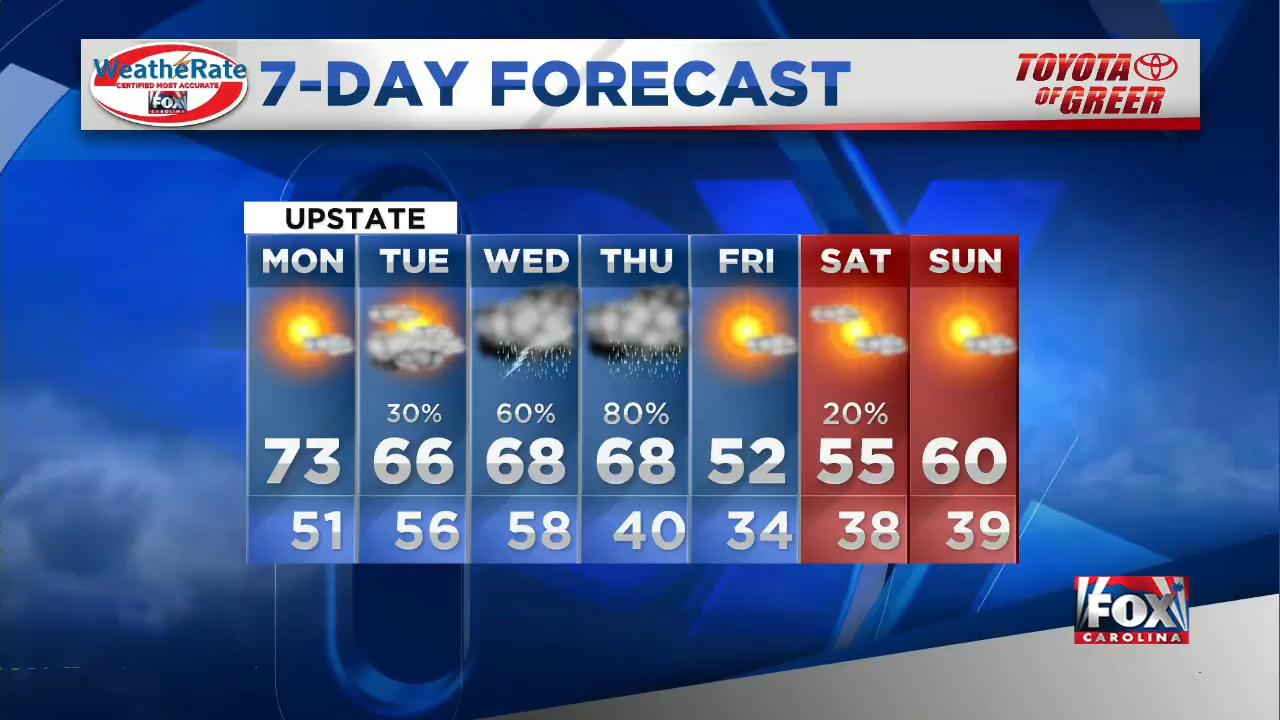 WeatheRate
CERTIFIED MOST ACCURATE
FOX
CAROLINA
7-DAY FORECAST
TOYOTA
OF GREER
UPSTATE
MON TUE WED THU FRI SAT SUN
30% 60% 80% 20%
73 66 68 68 52 55 60
51 56 58 40 34 38 39
FOX
CAROLINA